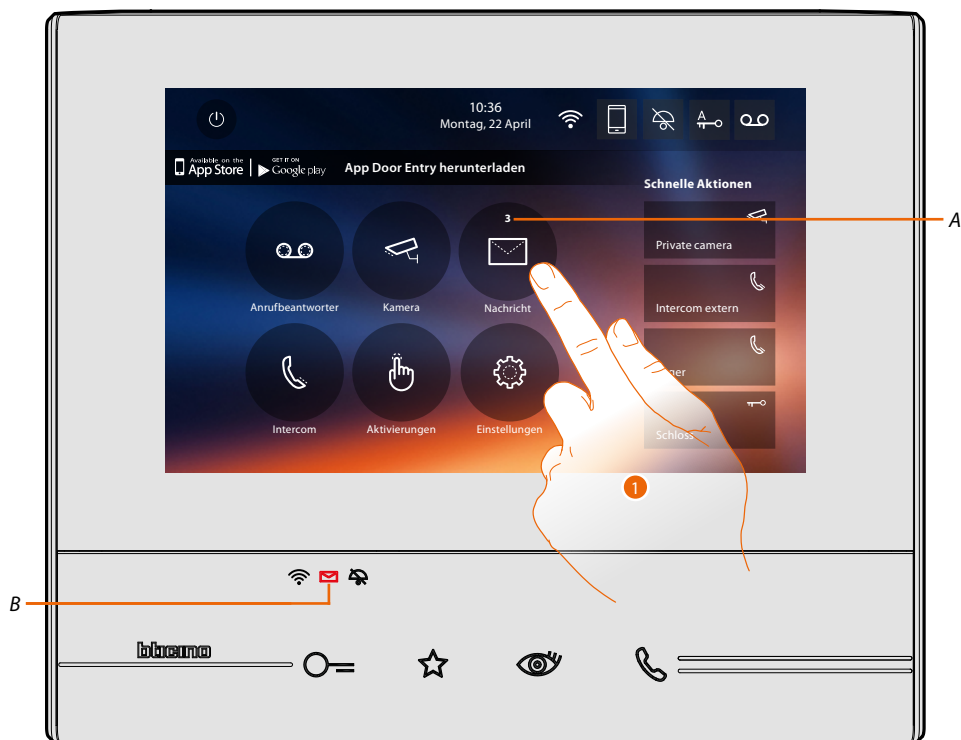 10:36
Montag, 22 April
A
Available on the
App Store
GET IT ON
Google play
App Door Entry herunterladen
Schnelle Aktionen
3
A
Private camera
Anrufbeantworter
Kamera
Nachricht
Intercom extern
Intercom
Aktivierungen
Einstellungen
Schloss
1
B
bticino